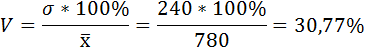 V = σ * 100% / x̄ = 240 * 100% / 780 = 30,77%